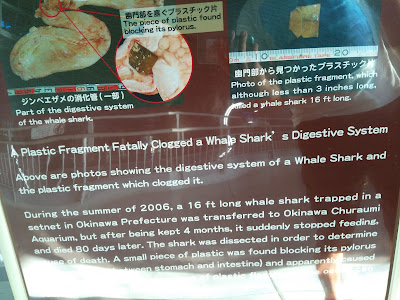 幽門部を塞ぐプラスチック片
The piece of plastic found
blocking its pylorus.
ジンベエザメの消化管(一部)
Part of the digestive system
of the whale shark.
10 20
幽門部から見つかったプラスチック片
Photo of the plastic fragment, which
although less than 3 inches long,
killed a whale shark 16 ft long.
A Plastic Fragment Fatally Clogged a Whale Shark's Digestive System
Above are photos showing the digestive system of a Whale Shark and
the plastic fragment which clogged it.
During the summer of 2006, a 16 ft long whale shark trapped in a
setnet in Okinawa Prefecture was transferred to Okinawa Churaumi
Aquarium, but after being kept 4 months, it suddenly stopped feeding,
and died 80 days later. The shark was dissected in order to determine
cause of death. A small piece of plastic was found blocking its pylorus
between stomach and intestine) and apparently caused
of plastic